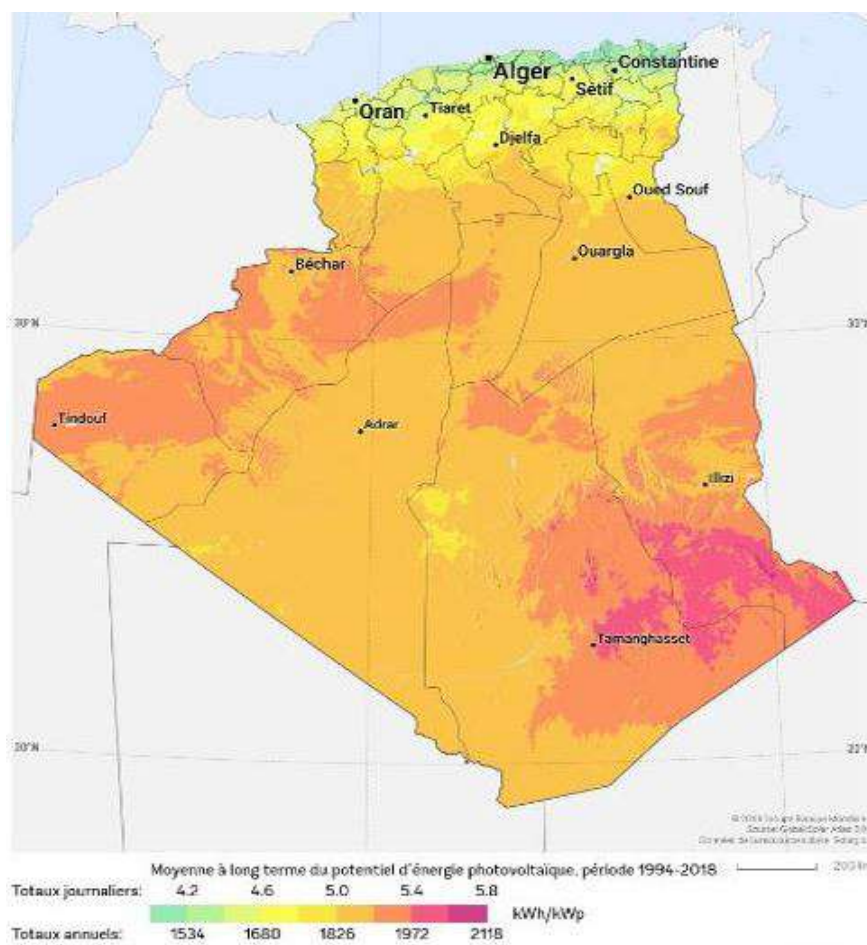 Alger
Constantine
Sétif
Oran
Tiaret
Djelfa
Oued Souf
Béchar
Ouargla
30°N
Tindouf
Adrar
Illizi
Tamanghasset
20°N
Moyenne à long terme du potentiel d'énergie photovoltaïque, période 1994-2018
Totaux journaliers: 4.2 4.6 5.0 5.4 5.8
kWh/kWp
Totaux annuels: 1534 1680 1826 1972 2118